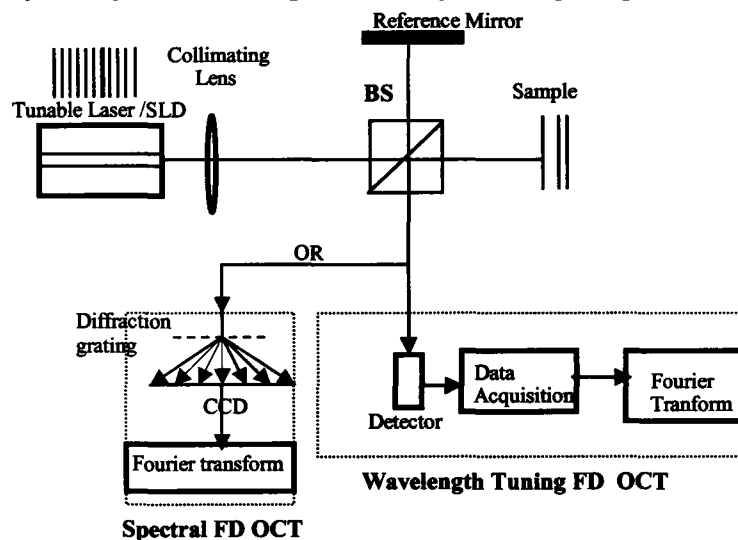 Reference Mirror
Collimating
Lens
BS
Sample
Tunable Laser /SLD
OR
Diffraction
grating
CCD
Fourier transform
Spectral FD OCT
Detector
Data
Acquisition
Fourier
Tranform
Wavelength Tuning FD OCT